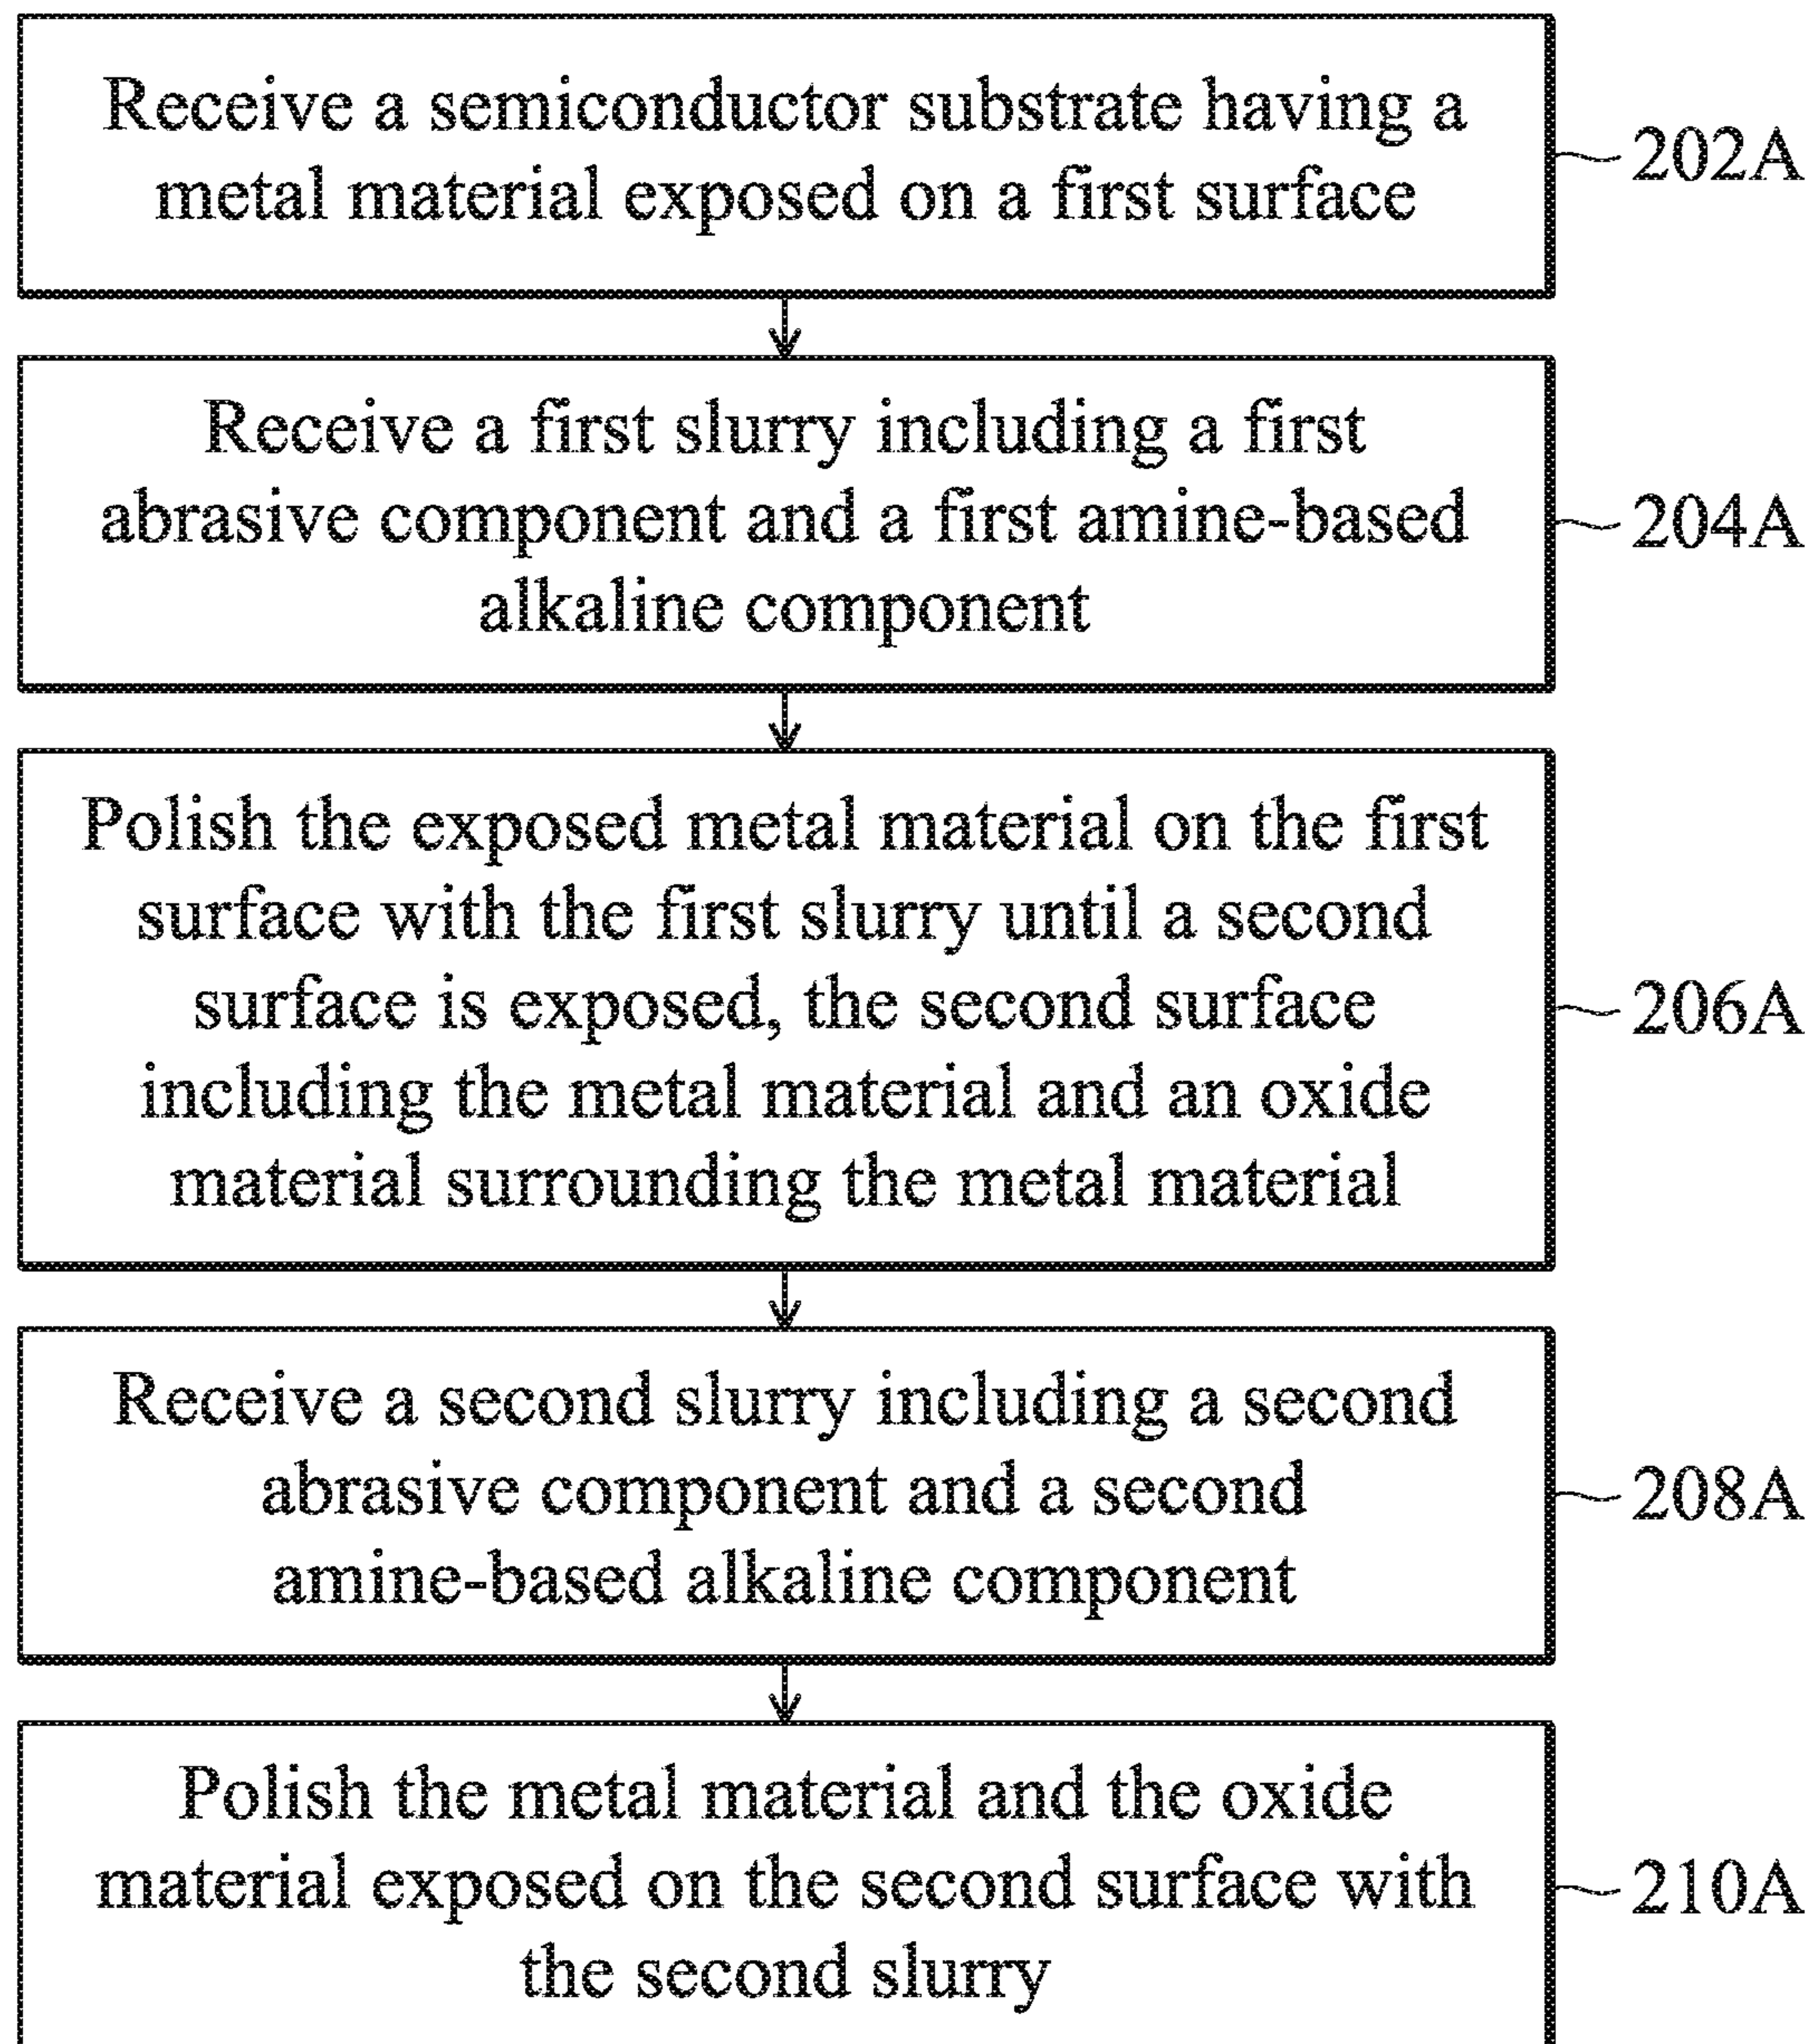 Receive a semiconductor substrate having a
metal material exposed on a first surface
202A
Receive a first slurry including a first
abrasive component and a first amine-based
alkaline component
204A
Polish the exposed metal material on the first
surface with the first slurry until a second
surface is exposed, the second surface
including the metal material and an oxide
material surrounding the metal material
206A
Receive a second slurry including a second
abrasive component and a second
amine-based alkaline component
208A
Polish the metal material and the oxide
material exposed on the second surface with
the second slurry
210A